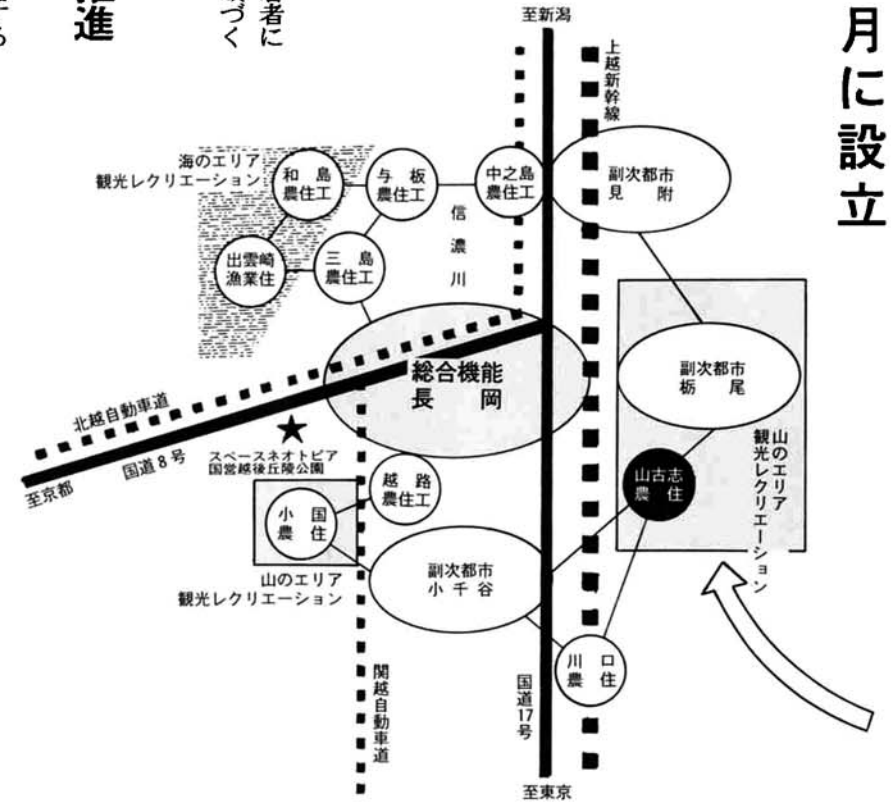 月に設立
者に
づく
進
至新潟
上越新幹線
海のエリア
観光レクリエーション
和島
農住工
与板
農住工
中之島
農住工
副次都市
見附
信濃川
出雲崎
漁業住
三島
農住工
総合機能
長岡
副次都市
栃尾
山のエリア
観光レクリエーション
北越自動車道
国道8号
至京都
スペースネオトピア
国営越後丘陵公園
越路
農住工
小国
農住
山古志
農住
山のエリア
観光レクリエーション
副次都市
小千谷
川口
農住
関越自動車道
国道17号
至東京